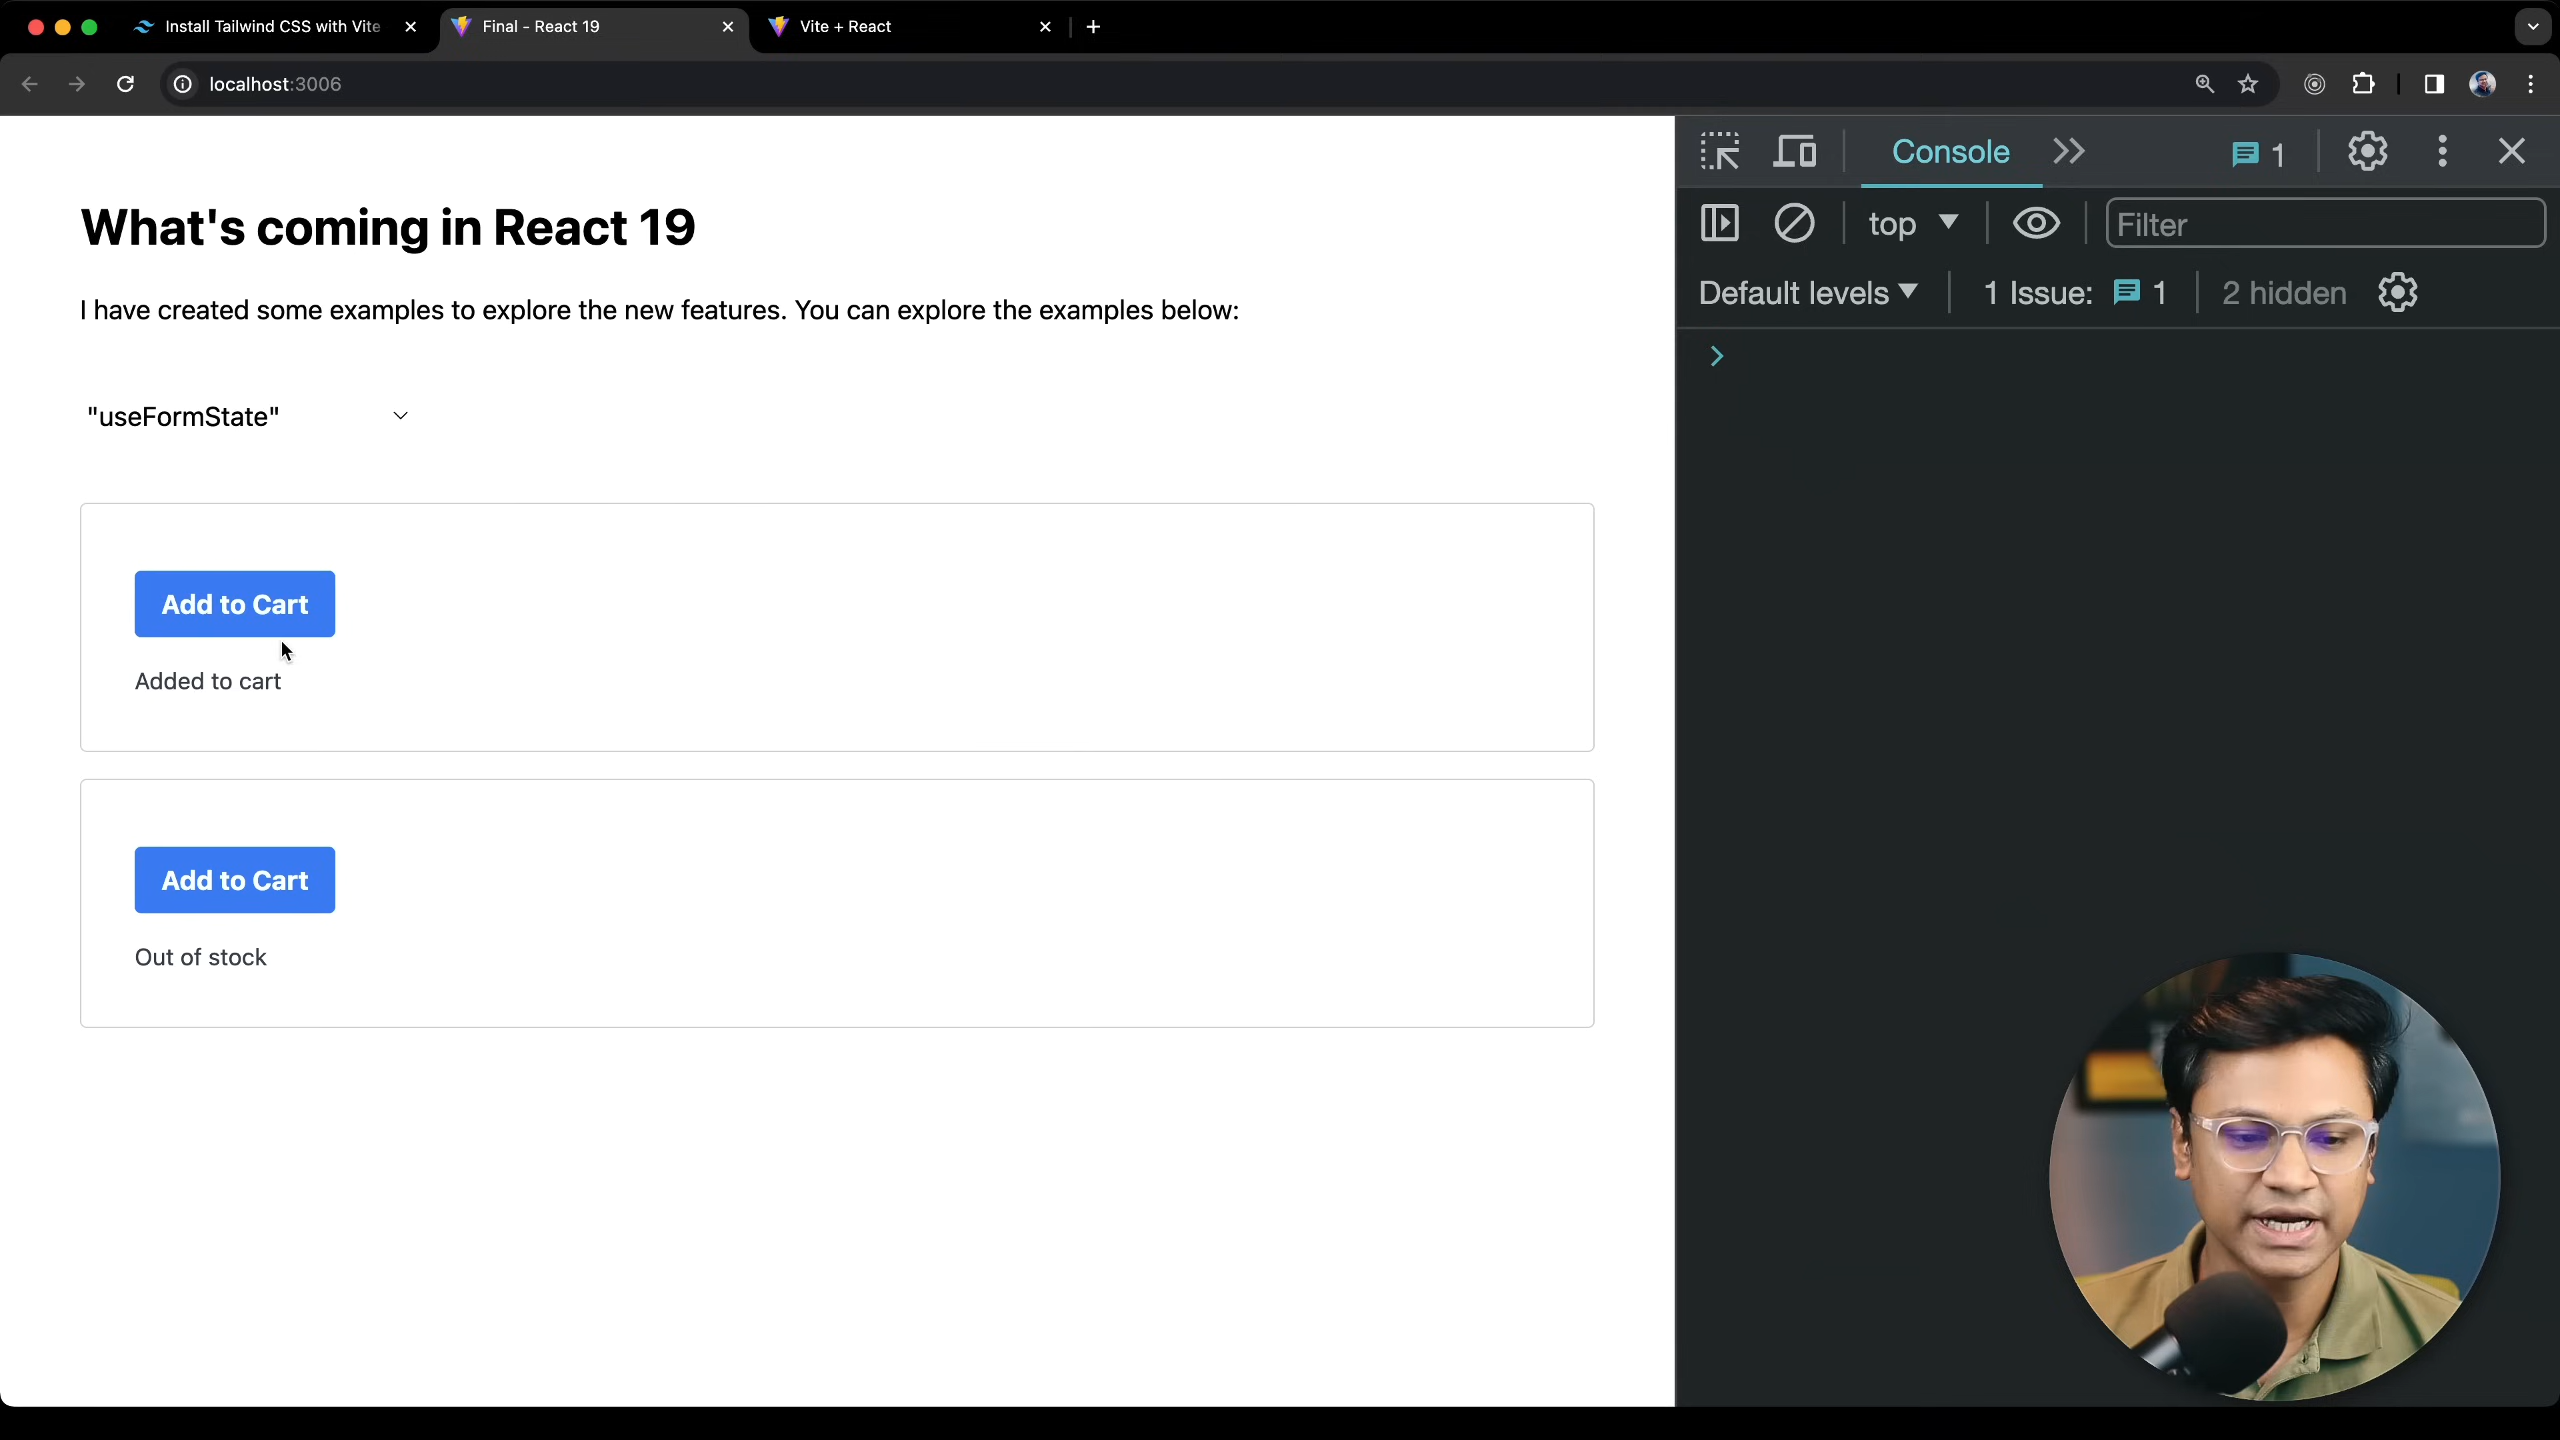 Install Tailwind CSS with Vite
Final - React 19
Vite + React
localhost:3006
Console
1
top
Filter
Default levels
1 Issue: 1
2 hidden
What's coming in React 19
I have created some examples to explore the new features. You can explore the examples below:
"useFormState"
Add to Cart
Added to cart
Add to Cart
Out of stock